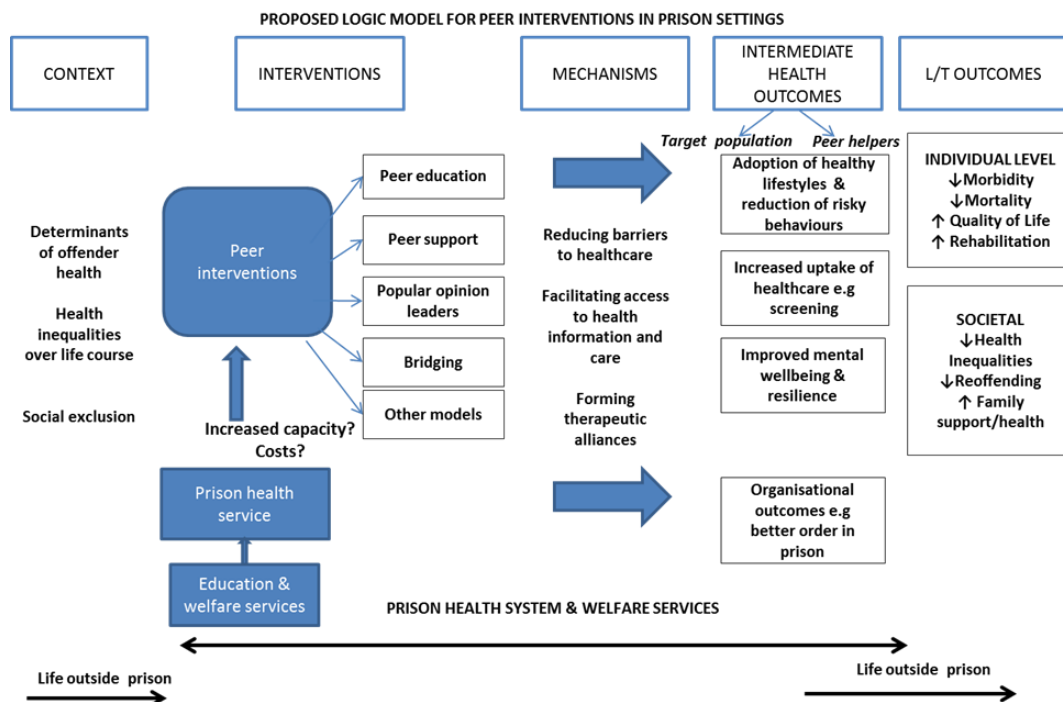 PROPOSED LOGIC MODEL FOR PEER INTERVENTIONS IN PRISON SETTINGS
CONTEXT
INTERVENTIONS
MECHANISMS
INTERMEDIATE
HEALTH
OUTCOMES
L/T OUTCOMES
Determinants
of offender
health
Health
inequalities
over life course
Social exclusion
Peer
interventions
Increased capacity?
Costs?
Prison health
service
Education &
welfare services
Peer education
Peer support
Popular opinion
leaders
Bridging
Other models
Reducing barriers
to healthcare
Facilitating access
to health
information and
care
Forming
therapeutic
alliances
Target population
Peer helpers
Adoption of healthy
lifestyles &
reduction of risky
behaviours
Increased uptake of
healthcare e.g
screening
Improved mental
wellbeing &
resilience
Organisational
outcomes e.g
better order in
prison
INDIVIDUAL LEVEL
↓Morbidity
↓Mortality
↑ Quality of Life
↑ Rehabilitation
SOCIETAL
↓Health
Inequalities
↓Reoffending
↑ Family
support/health
PRISON HEALTH SYSTEM & WELFARE SERVICES
Life outside prison
Life outside prison